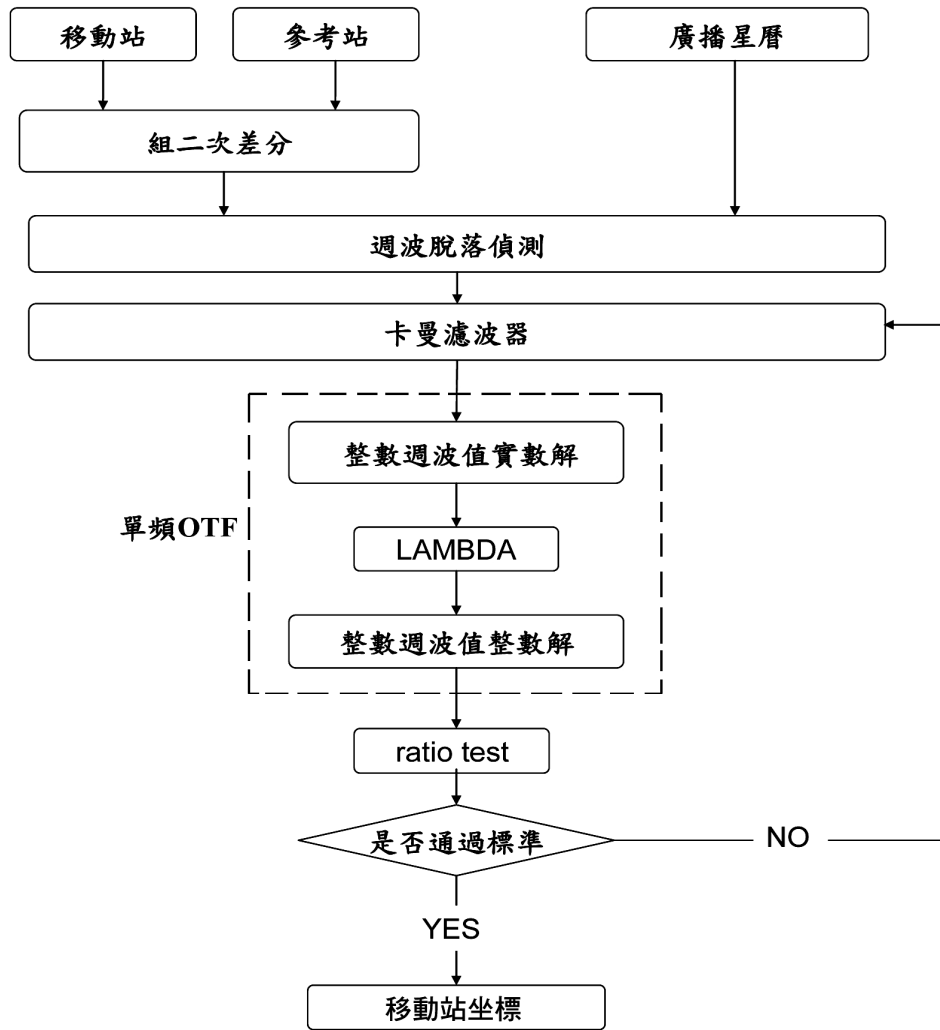 移動站
參考站
廣播星曆
組二次差分
週波脫落偵測
卡曼濾波器
整數週波值實數解
單頻OTF
LAMBDA
整數週波值整數解
ratio test
是否通過標準
NO
YES
移動站坐標